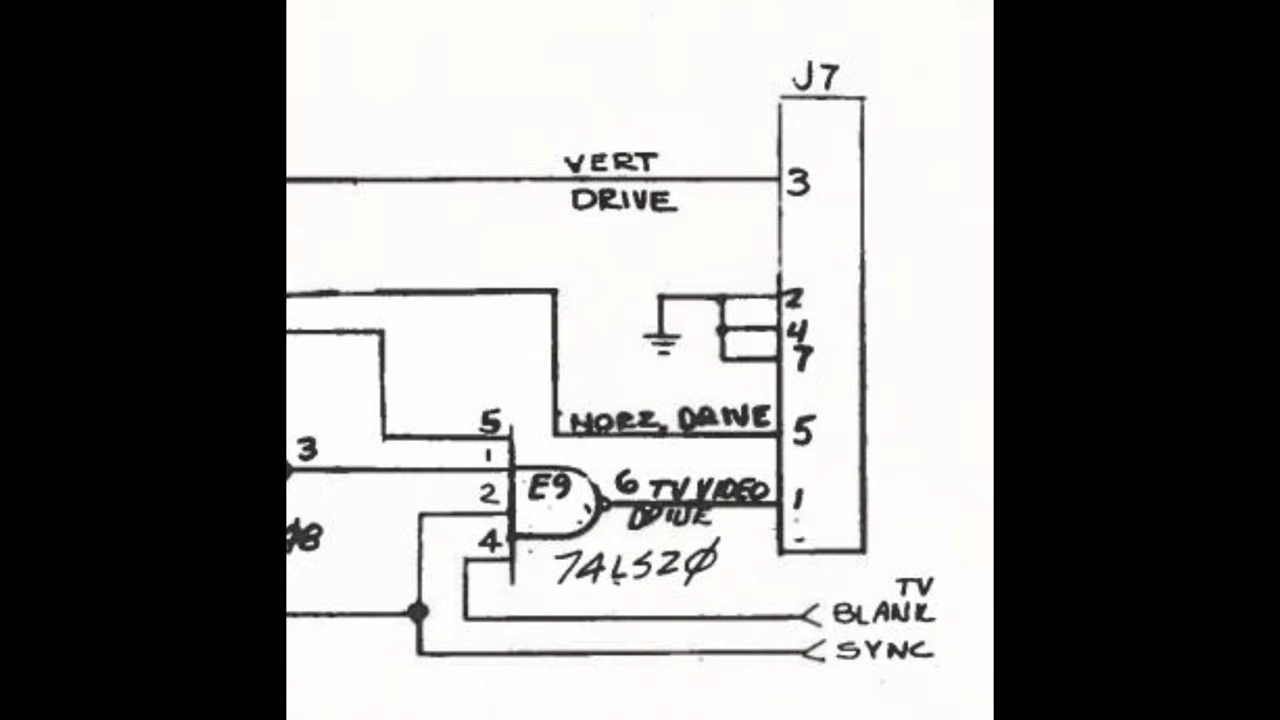 J7
VERT
DRIVE
3
2
4
7
HORZ. DRIVE
5
5
1
3
2
E9
6
TV VIDEO
DRIVE
1
4
74LS20
TV
BLANK
SYNC